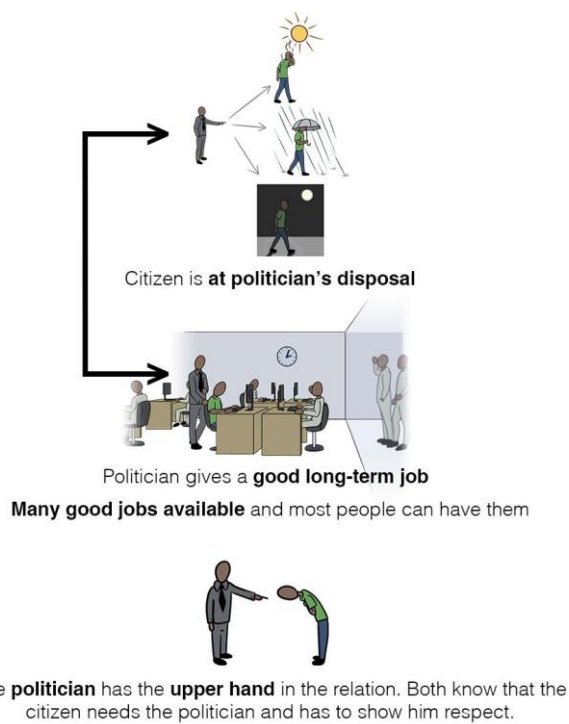 Citizen is at politician's disposal
Politician gives a good long-term job
Many good jobs available and most people can have them
politician has the upper hand in the relation. Both know that the
citizen needs the politician and has to show him respect.